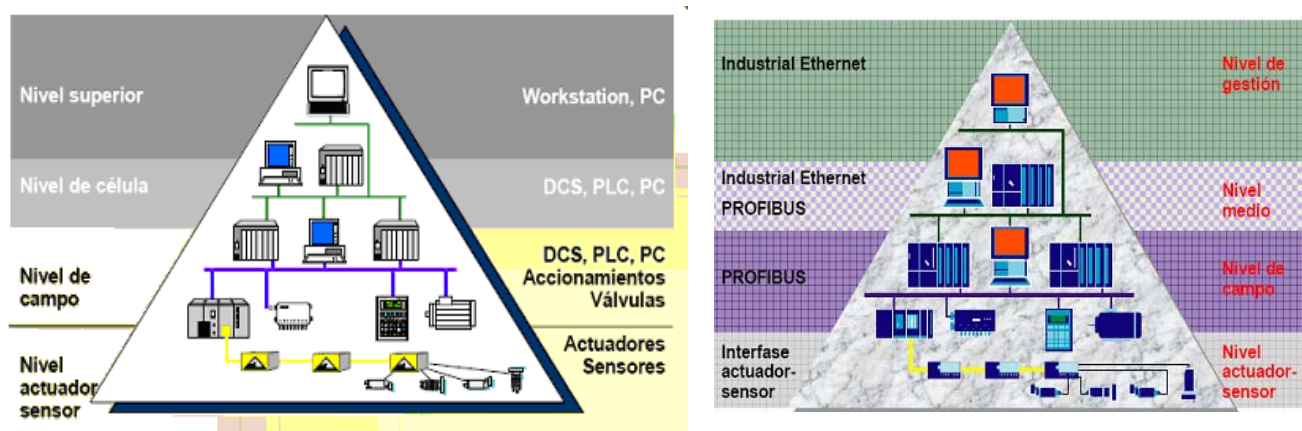 Nivel superior
Workstation, PC
Nivel de célula
DCS, PLC, PC
Nivel de
campo
DCS, PLC, PC
Accionamientos
Válvulas
Nivel
actuador
sensor
Actuadores
Sensores
Industrial Ethernet
Nivel de
gestión
Industrial Ethernet
PROFIBUS
Nivel
medio
PROFIBUS
Nivel de
campo
Interfase
actuador-
sensor
Nivel
actuador-
sensor